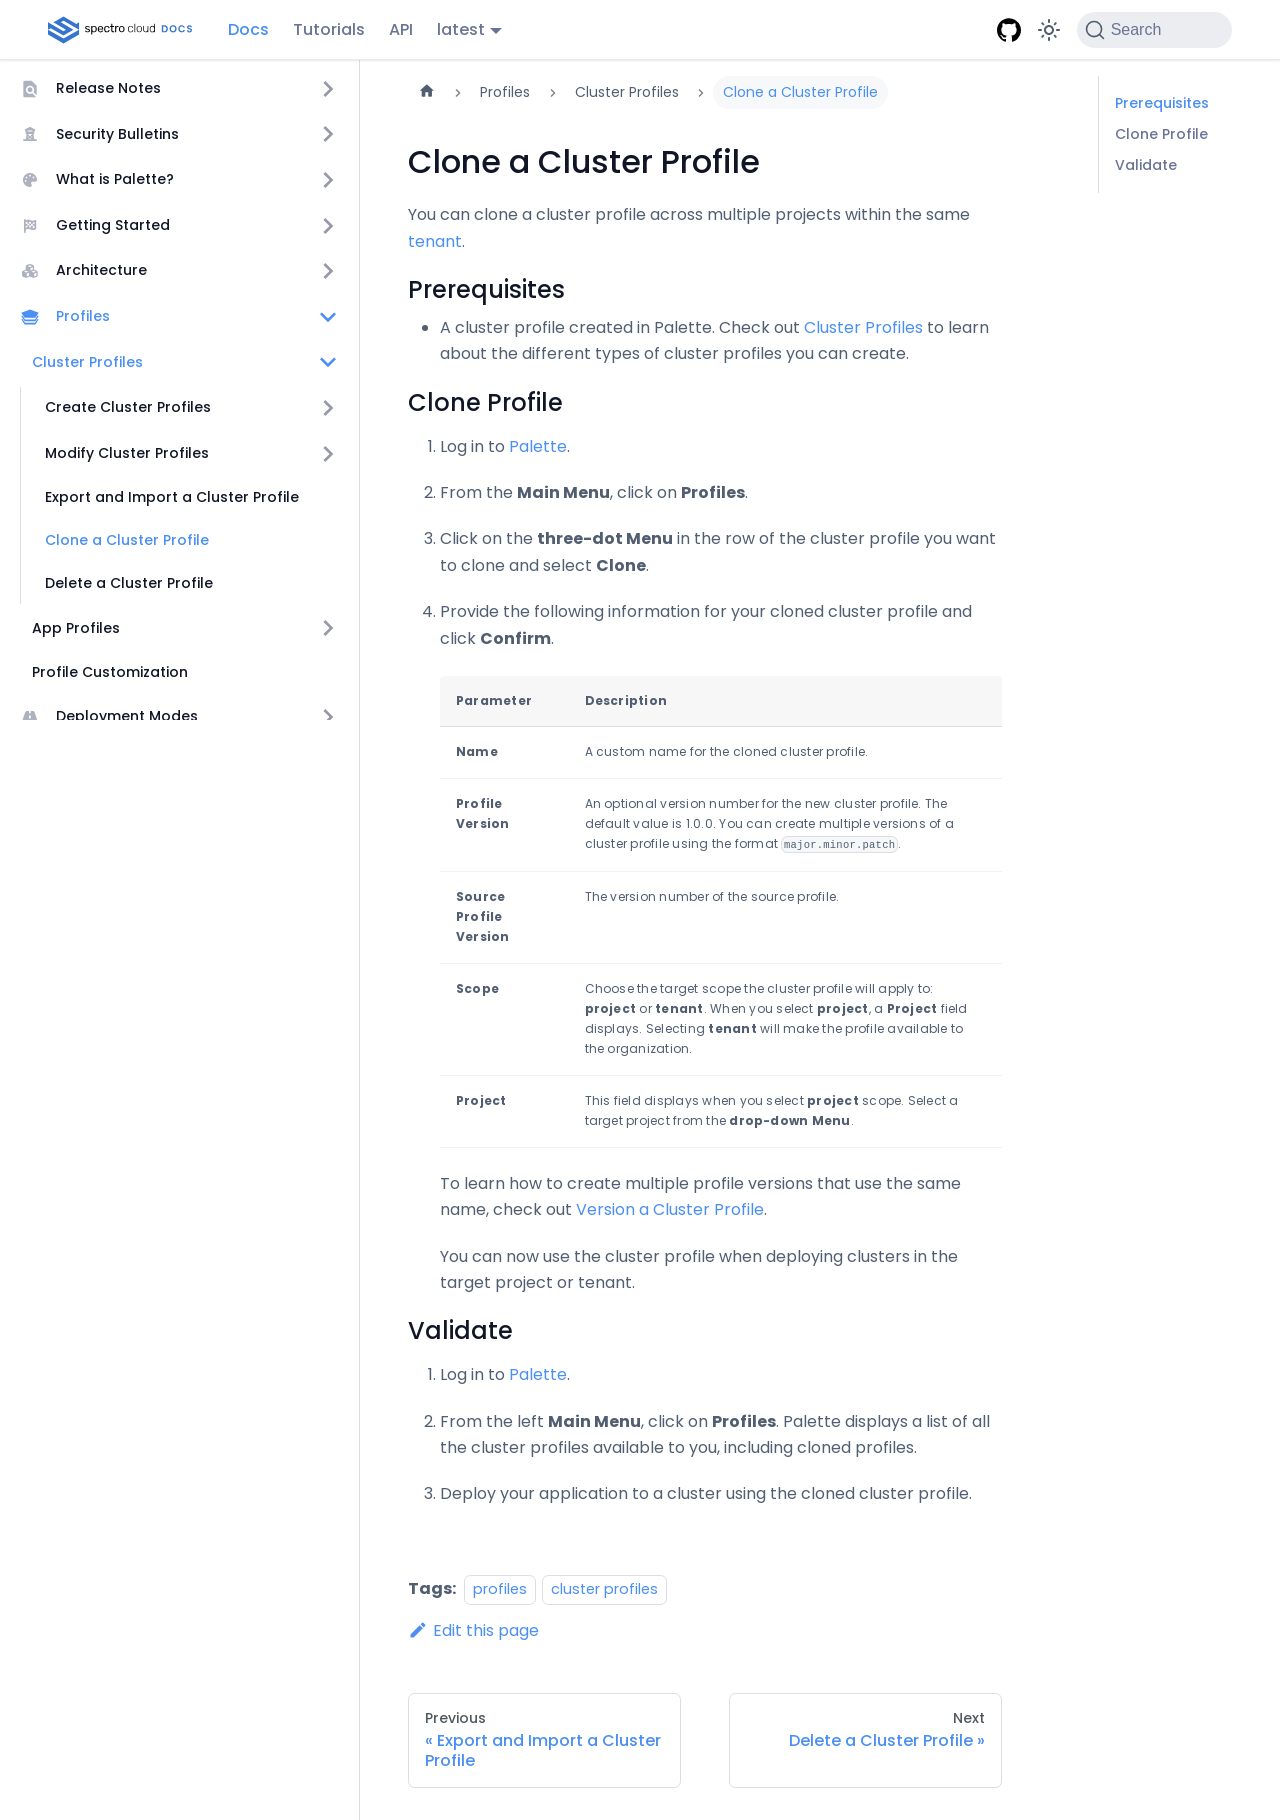 spectro cloud DOCS
Docs
Tutorials
API
latest
Search
Release Notes
Security Bulletins
What is Palette?
Getting Started
Architecture
Profiles
Cluster Profiles
Create Cluster Profiles
Modify Cluster Profiles
Export and Import a Cluster Profile
Clone a Cluster Profile
Delete a Cluster Profile
App Profiles
Profile Customization
Deployment Modes
Profiles
Cluster Profiles
Clone a Cluster Profile
Clone a Cluster Profile
You can clone a cluster profile across multiple projects within the same
tenant.
Prerequisites
A cluster profile created in Palette. Check out Cluster Profiles to learn
about the different types of cluster profiles you can create.
Clone Profile
1. Log in to Palette.
2. From the Main Menu, click on Profiles.
3. Click on the three-dot Menu in the row of the cluster profile you want
to clone and select Clone.
4. Provide the following information for your cloned cluster profile and
click Confirm.
Parameter Description
Name A custom name for the cloned cluster profile.
Profile Version
An optional version number for the new cluster profile. The
default value is 1.0.0. You can create multiple versions of a
cluster profile using the format major.minor.patch.
Source Profile Version
The version number of the source profile.
Scope
Choose the target scope the cluster profile will apply to:
project or tenant. When you select project, a Project field
displays. Selecting tenant will make the profile available to
the organization.
Project
This field displays when you select project scope. Select a
target project from the drop-down Menu.
To learn how to create multiple profile versions that use the same
name, check out Version a Cluster Profile.
You can now use the cluster profile when deploying clusters in the
target project or tenant.
Validate
1. Log in to Palette.
2. From the left Main Menu, click on Profiles. Palette displays a list of all
the cluster profiles available to you, including cloned profiles.
3. Deploy your application to a cluster using the cloned cluster profile.
Tags: profiles cluster profiles
Edit this page
Previous
« Export and Import a Cluster
Profile
Next
Delete a Cluster Profile »
Prerequisites
Clone Profile
Validate